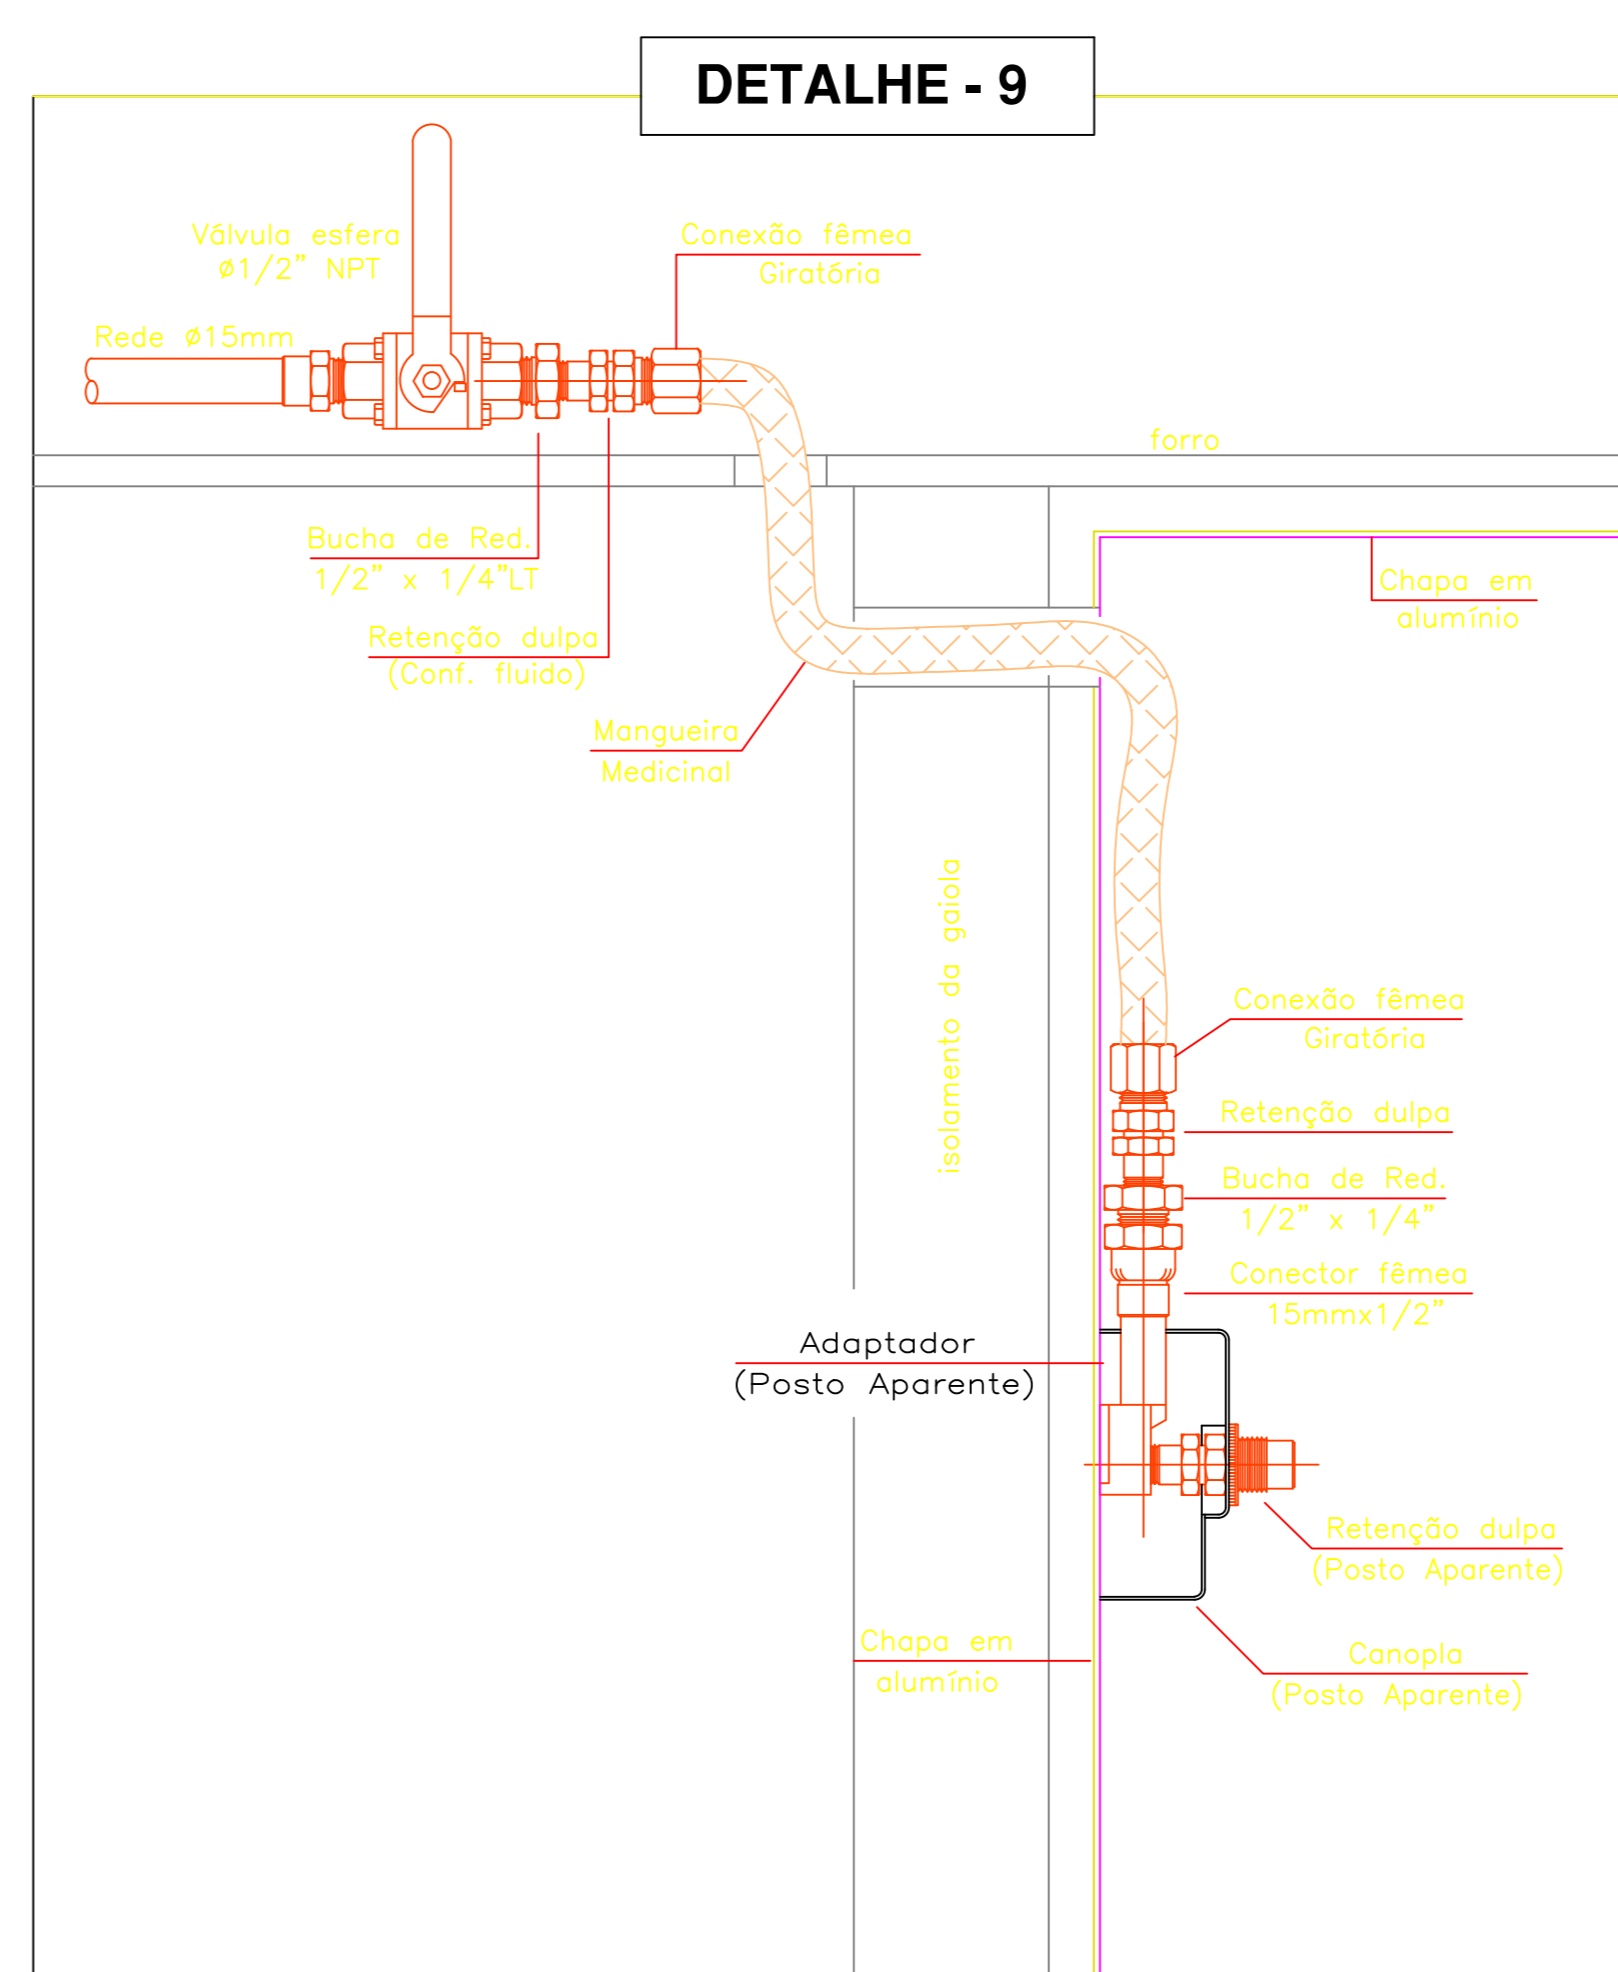 DETALHE - 9
Válvula esfera
ø1/2" NPT
Conexão fêmea
Giratória
Rede ø15mm
forro
Bucha de Red.
1/2" x 1/4"LT
Chapa em
alumínio
Retenção dulpa
(Conf. fluido)
Mangueira
Medicinal
isolamento da gaiola
Conexão fêmea
Giratória
Retenção dulpa
Bucha de Red.
1/2" x 1/4"
Conector fêmea
15mmx1/2"
Adaptador
(Posto Aparente)
Retenção dulpa
(Posto Aparente)
Chapa em
alumínio
Canopla
(Posto Aparente)